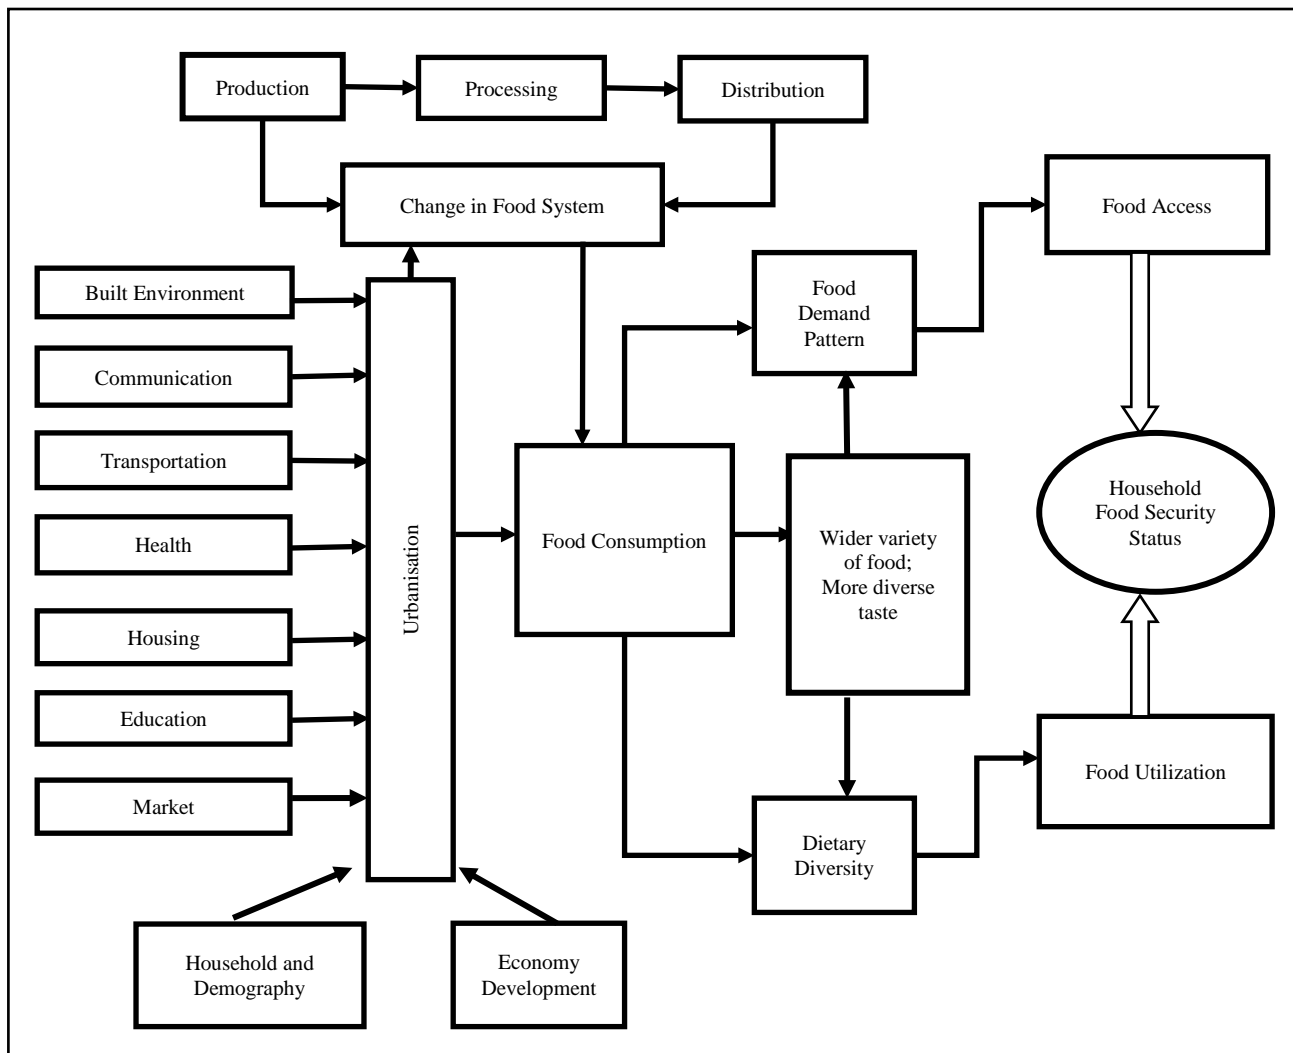 Production
Processing
Distribution
Change in Food System
Food Access
Built Environment
Food
Demand
Pattern
Communication
Transportation
Health
Housing
Education
Market
Urbanisation
Food Consumption
Wider variety
of food;
More diverse
taste
Household
Food Security
Status
Food Utilization
Dietary
Diversity
Household and
Demography
Economy
Development